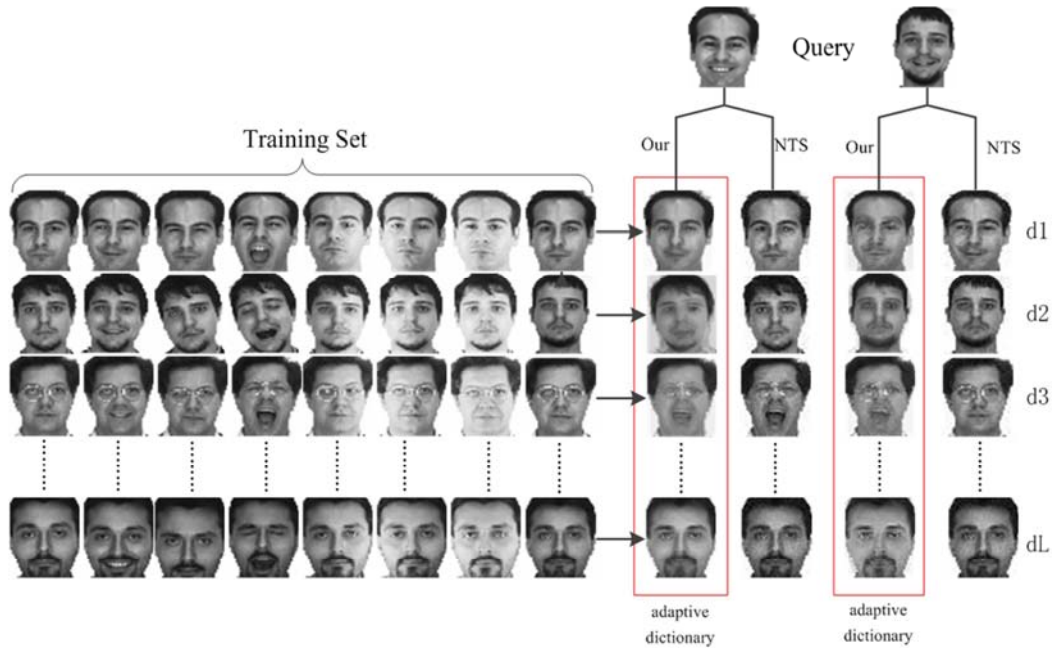 Query
Training Set
Our
NTS
Our
NTS
d1
d2
d3
dL
adaptive
dictionary
adaptive
dictionary